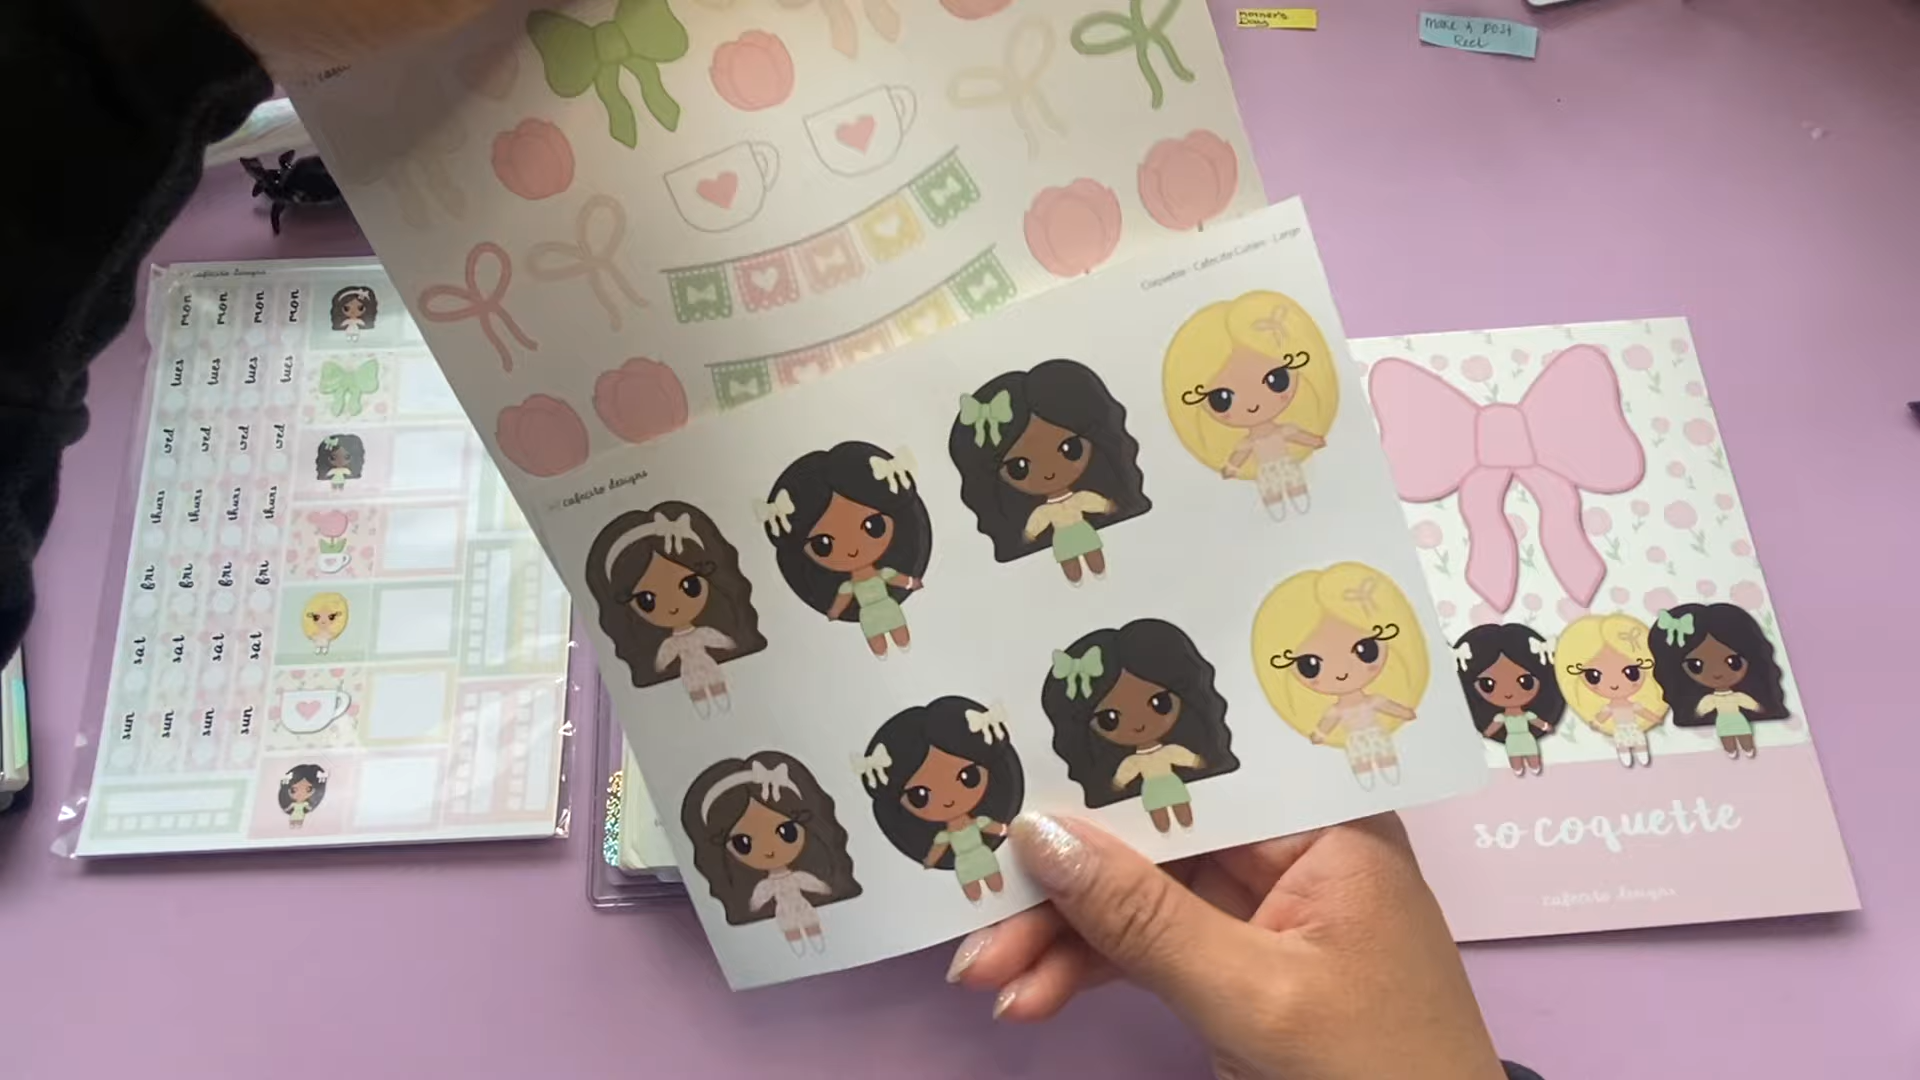 mother's
Day
Make & post
Reel
cafecito designs
mon mon mon mon
tues tues tues tues
wed wed wed wed
thurs thurs thurs thurs
fri fri fri fri
sat sat sat sat
sun sun sun sun
Coquette - Cafecito Cuties - Large
cafecito designs
so coquette
cafecito designs